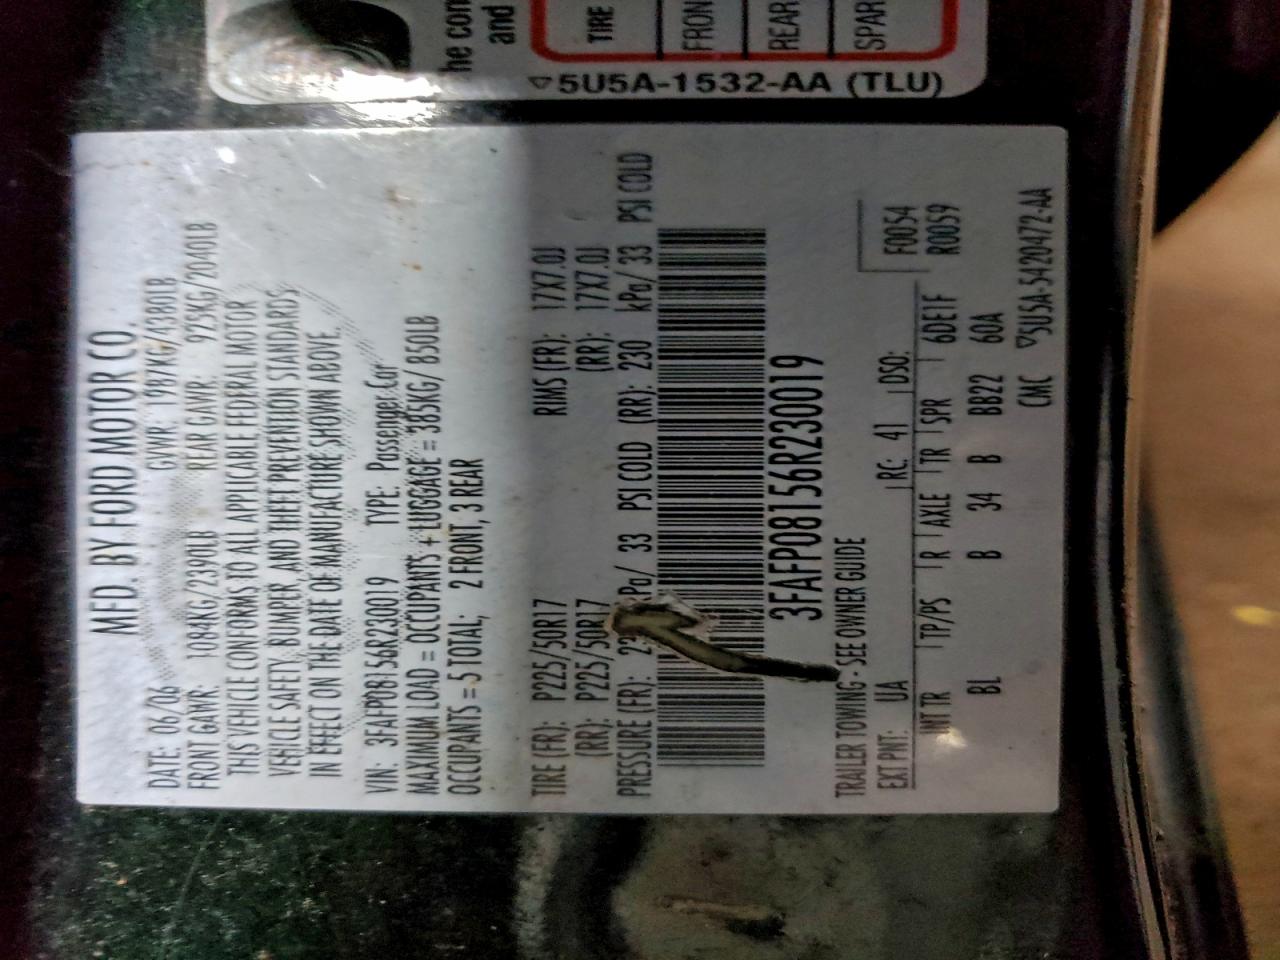 MFD. BY FORD MOTOR CO.
DATE: 06/06 GVWR: 1987KG/4380LB
FRONT GAWR: 1084KG/2390LB REAR GAWR: 925KG/2040LB
THIS VEHICLE CONFORMS TO ALL APPLICABLE FEDERAL MOTOR
VEHICLE SAFETY, BUMPER, AND THEFT PREVENTION STANDARDS
IN EFFECT ON THE DATE OF MANUFACTURE SHOWN ABOVE.
VIN: 3FAFP08156R230019 TYPE: Passenger Car
MAXIMUM LOAD = OCCUPANTS + LUGGAGE = 385KG/ 850LB
OCCUPANTS = 5 TOTAL; 2 FRONT, 3 REAR
TIRE (FR): P225/50R17 RIMS (FR): 17X7.0J
(RR): P225/50R17 (RR): 17X7.0J
PRESSURE (FR): kPa/ 33 PSI COLD (RR): 230 kPa/ 33 PSI COLD
3FAFP08156R230019
TRAILER TOWING - SEE OWNER GUIDE
EXT PNT: UA RC: 41 DSO: F0054
INT TR TP/PS R AXLE TR SPR 6DE1F R0059
BL B 34 B BB22 60A
CMC ▽5U5A-5420472-AA
he con
and
TIRE
FRON
REAR
SPAR
▽5U5A-1532-AA (TLU)